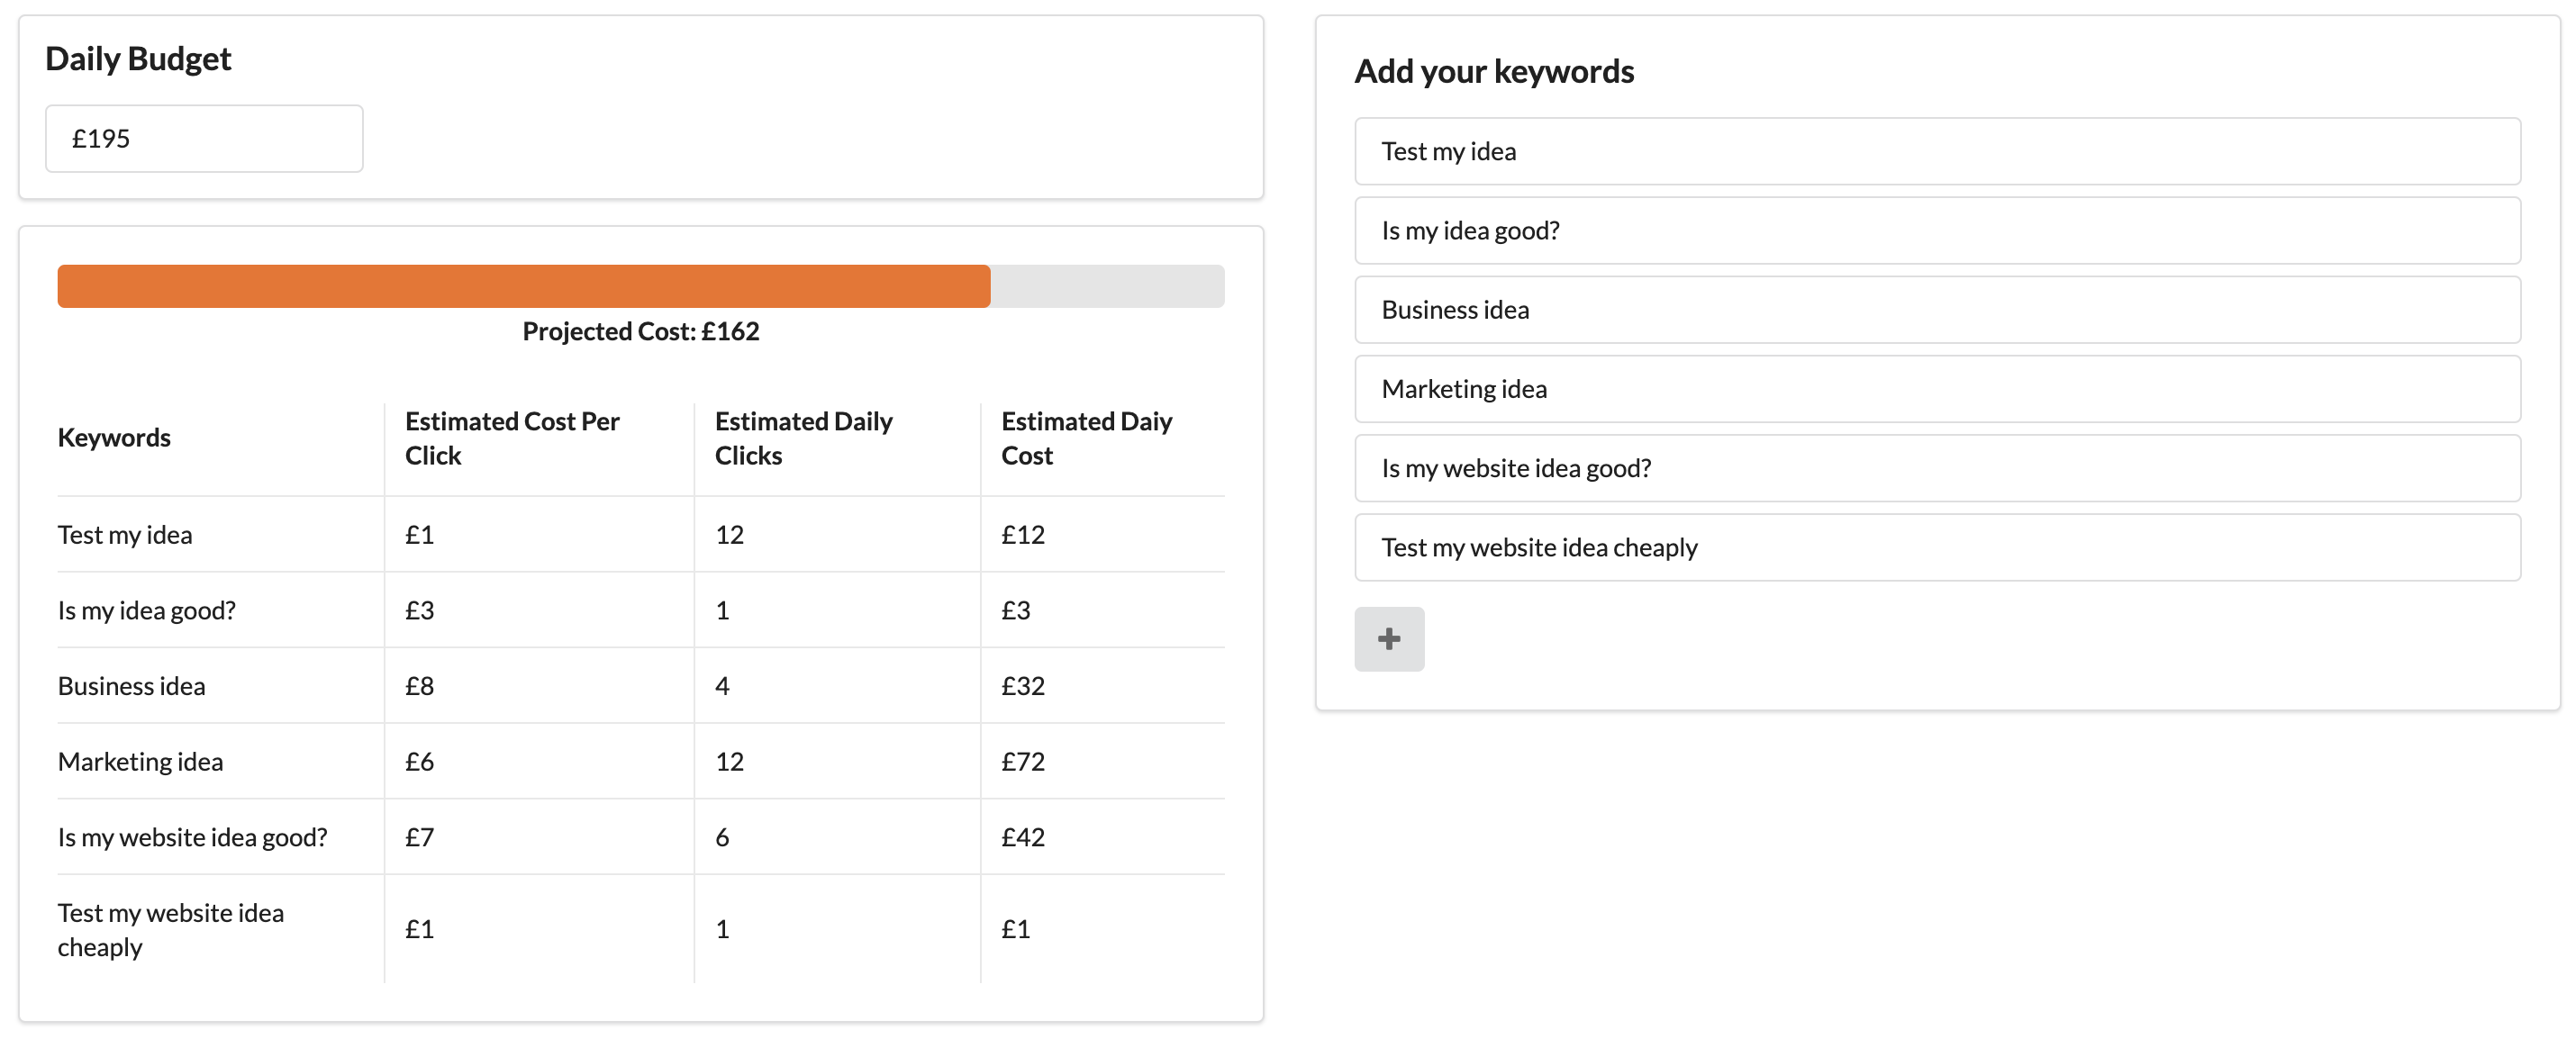 Daily Budget
£195
Projected Cost: £162
Keywords
Estimated Cost Per
Click
Estimated Daily
Clicks
Estimated Daiy
Cost
Test my idea
£1
12
£12
Is my idea good?
£3
1
£3
Business idea
£8
4
£32
Marketing idea
£6
12
£72
Is my website idea good?
£7
6
£42
Test my website idea
cheaply
£1
1
£1
Add your keywords
Test my idea
Is my idea good?
Business idea
Marketing idea
Is my website idea good?
Test my website idea cheaply